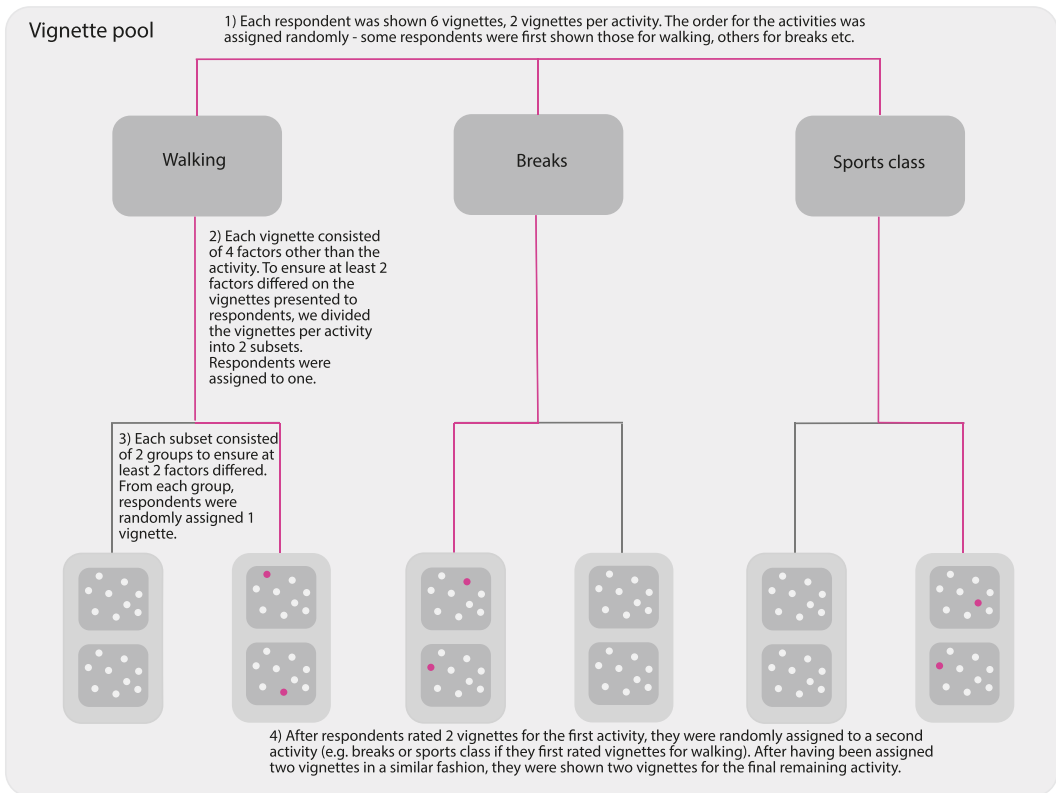 Vignette pool
1) Each respondent was shown 6 vignettes, 2 vignettes per activity. The order for the activities was
assigned randomly - some respondents were first shown those for walking, others for breaks etc.
Walking
Breaks
Sports class
2) Each vignette consisted
of 4 factors other than the
activity. To ensure at least 2
factors differed on the
vignettes presented to
respondents, we divided
the vignettes per activity
into 2 subsets.
Respondents were
assigned to one.
3) Each subset consisted
of 2 groups to ensure at
least 2 factors differed.
From each group,
respondents were
randomly assigned 1
vignette.
4) After respondents rated 2 vignettes for the first activity, they were randomly assigned to a second
activity (e.g. breaks or sports class if they first rated vignettes for walking). After having been assigned
two vignettes in a similar fashion, they were shown two vignettes for the final remaining activity.